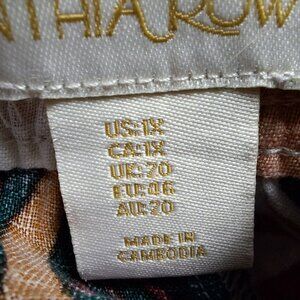 NTHIA ROW
US:1X
CA:1X
UK:20
EU:46
AU:20
MADE IN
CAMBODIA